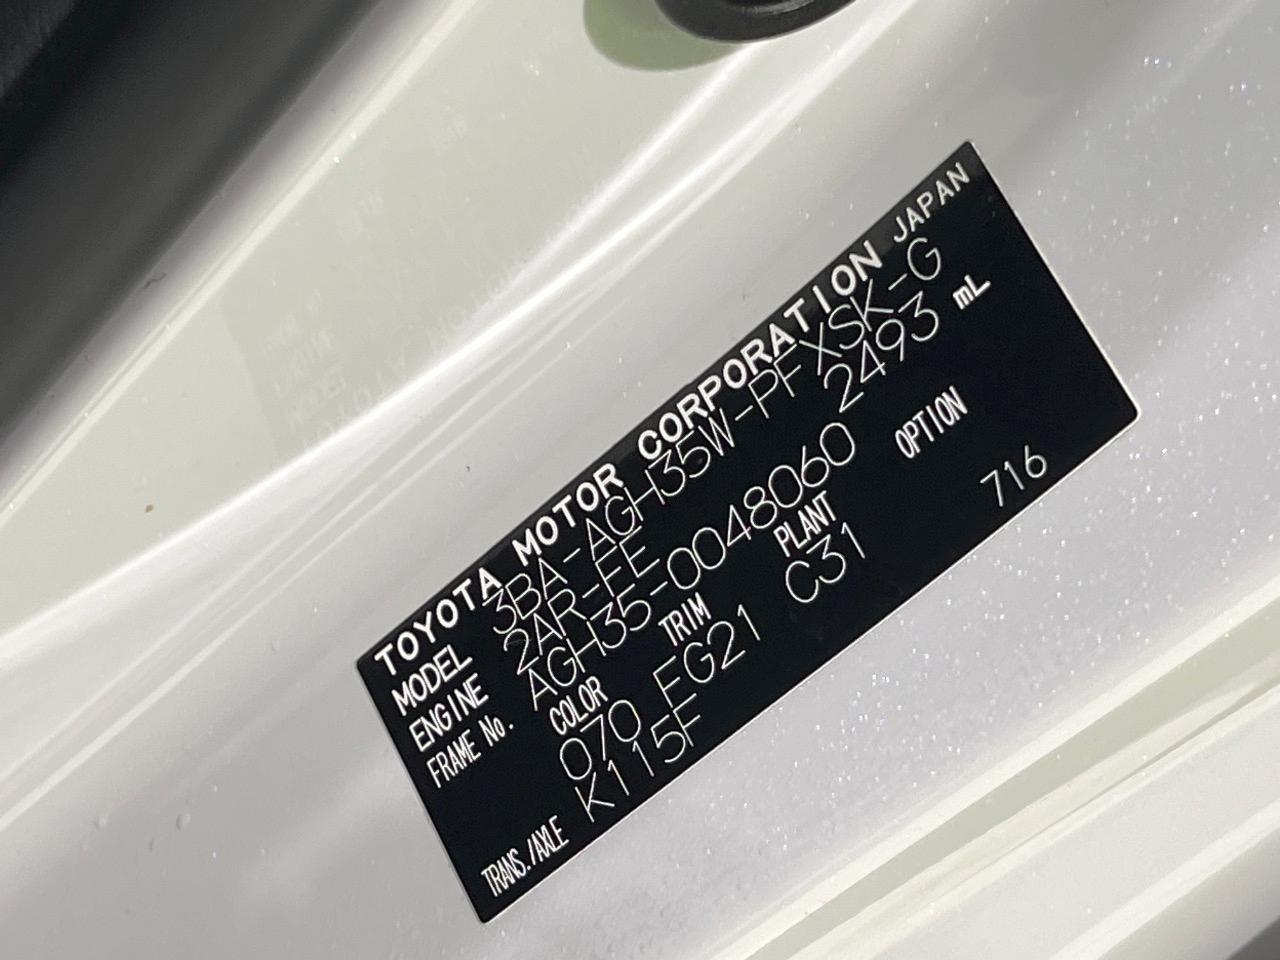 TOYOTA MOTOR CORPORATION JAPAN
MODEL 3BA-AGH35W-PFXSK-G
ENGINE 2AR-FE 2493 mL
FRAME No. AGH35-0048060
COLOR TRIM PLANT OPTION
070 EG21 C31 716
TRANS./AXLE K115F